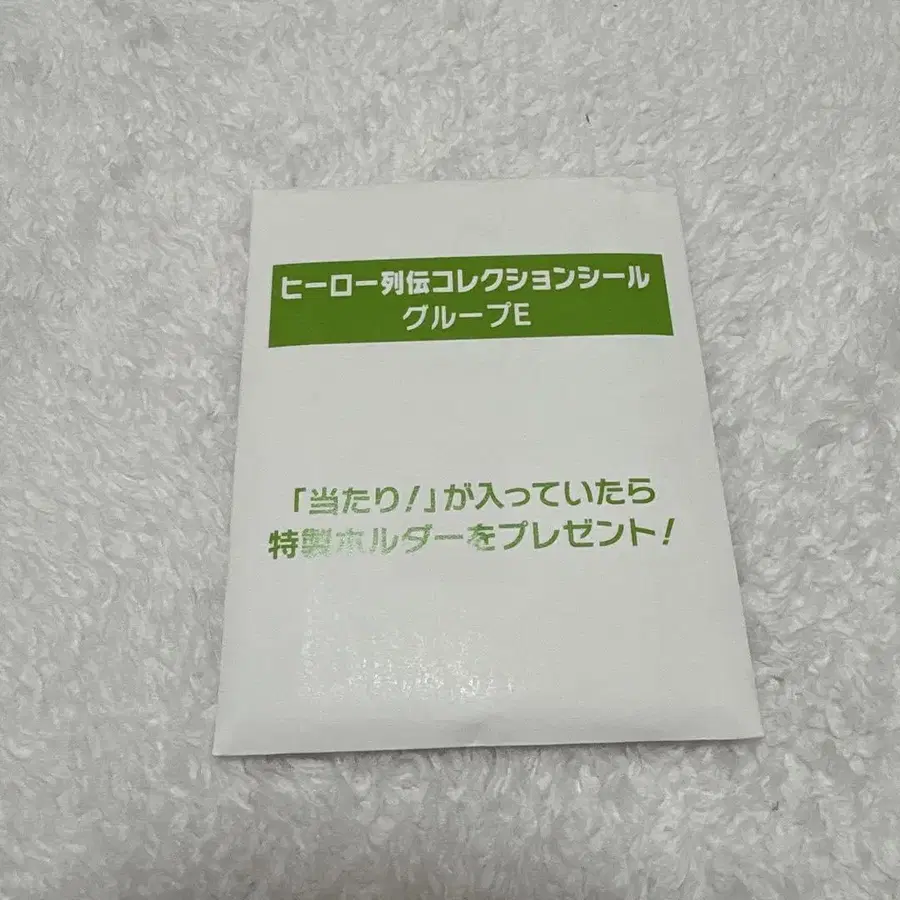 ヒーロー列伝コレクションシール
グループE
「当たり!」が入っていたら
特製ホルダーをプレゼント!